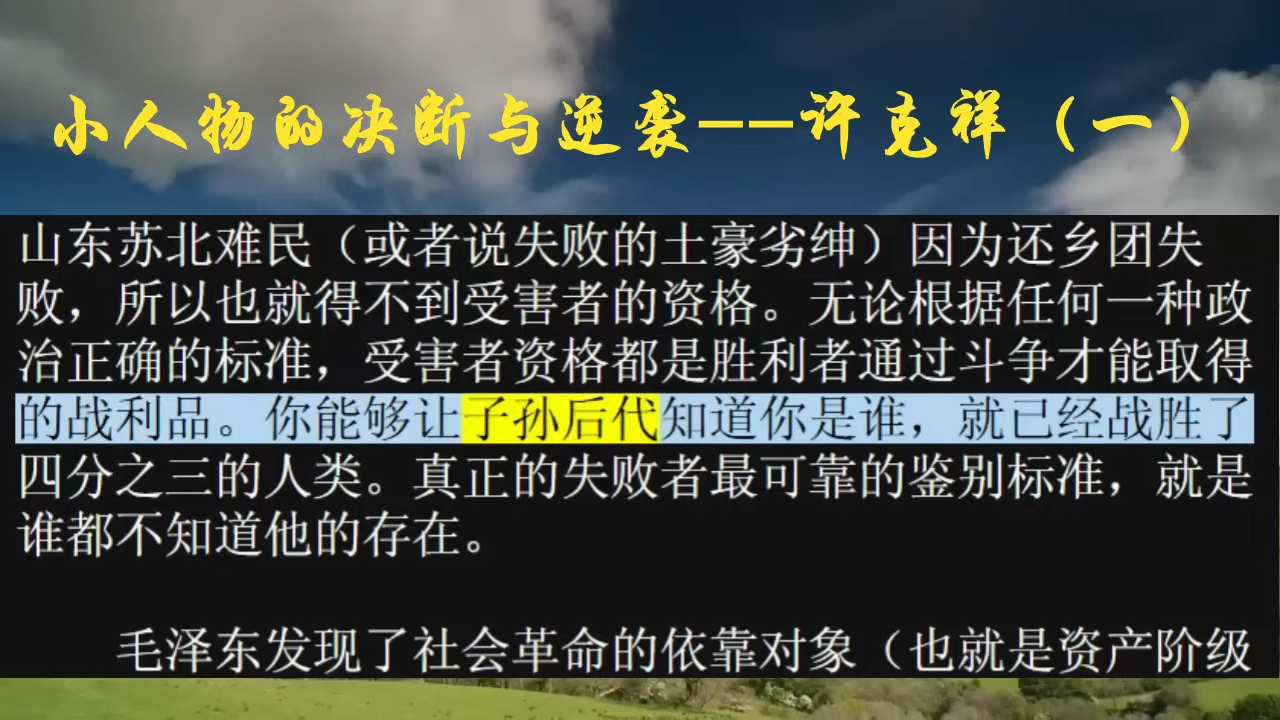 小人物的决断与逆袭--许克祥（一）
山东苏北难民（或者说失败的土豪劣绅）因为还乡团失
败，所以也就得不到受害者的资格。无论根据任何一种政
治正确的标准，受害者资格都是胜利者通过斗争才能取得
的战利品。你能够让子孙后代知道你是谁，就已经战胜了
四分之三的人类。真正的失败者最可靠的鉴别标准，就是
谁都不知道他的存在。
毛泽东发现了社会革命的依靠对象（也就是资产阶级